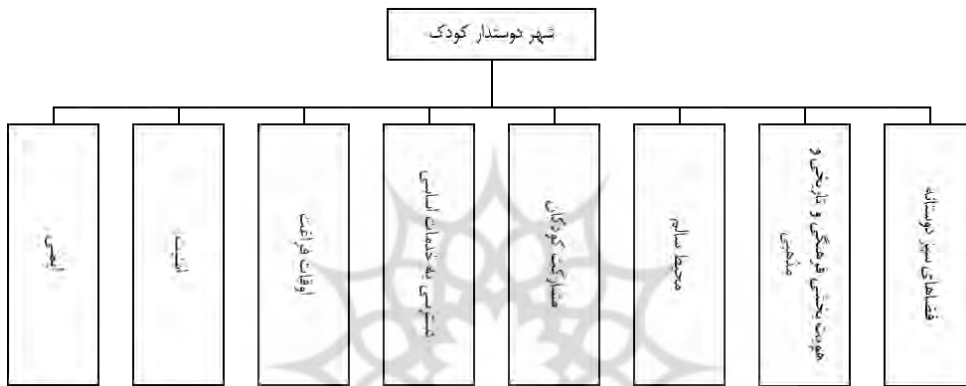 شهر دوستدار کودک
فضاهای سبز دوستانه
هویت بخشی فرهنگی و تاریخی و
مذهبی
محیط سالم
مشارکت کودکان
دسترسی به خدمات اساسی
اوقات فراغت
امنیت
ایمنی